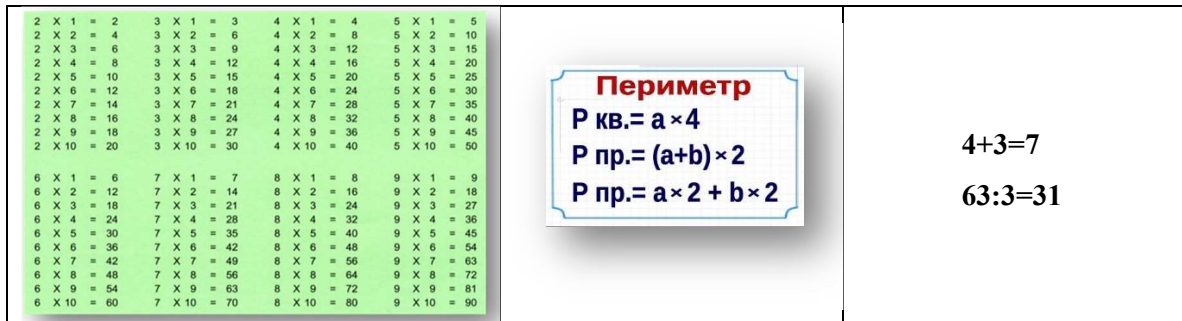 2 X 1 = 2 3 X 1 = 3 4 X 1 = 4 5 X 1 = 5
2 X 2 = 4 3 X 2 = 6 4 X 2 = 8 5 X 2 = 10
2 X 3 = 6 3 X 3 = 9 4 X 3 = 12 5 X 3 = 15
2 X 4 = 8 3 X 4 = 12 4 X 4 = 16 5 X 4 = 20
2 X 5 = 10 3 X 5 = 15 4 X 5 = 20 5 X 5 = 25
2 X 6 = 12 3 X 6 = 18 4 X 6 = 24 5 X 6 = 30
2 X 7 = 14 3 X 7 = 21 4 X 7 = 28 5 X 7 = 35
2 X 8 = 16 3 X 8 = 24 4 X 8 = 32 5 X 8 = 40
2 X 9 = 18 3 X 9 = 27 4 X 9 = 36 5 X 9 = 45
2 X 10 = 20 3 X 10 = 30 4 X 10 = 40 5 X 10 = 50
6 X 1 = 6 7 X 1 = 7 8 X 1 = 8 9 X 1 = 9
6 X 2 = 12 7 X 2 = 14 8 X 2 = 16 9 X 2 = 18
6 X 3 = 18 7 X 3 = 21 8 X 3 = 24 9 X 3 = 27
6 X 4 = 24 7 X 4 = 28 8 X 4 = 32 9 X 4 = 36
6 X 5 = 30 7 X 5 = 35 8 X 5 = 40 9 X 5 = 45
6 X 6 = 36 7 X 6 = 42 8 X 6 = 48 9 X 6 = 54
6 X 7 = 42 7 X 7 = 49 8 X 7 = 56 9 X 7 = 63
6 X 8 = 48 7 X 8 = 56 8 X 8 = 64 9 X 8 = 72
6 X 9 = 54 7 X 9 = 63 8 X 9 = 72 9 X 9 = 81
6 X 10 = 60 7 X 10 = 70 8 X 10 = 80 9 X 10 = 90
Периметр
Р кв.= а×4
Р пр.= (а+b)×2
Р пр.= а×2 + b×2
4+3=7
63:3=31